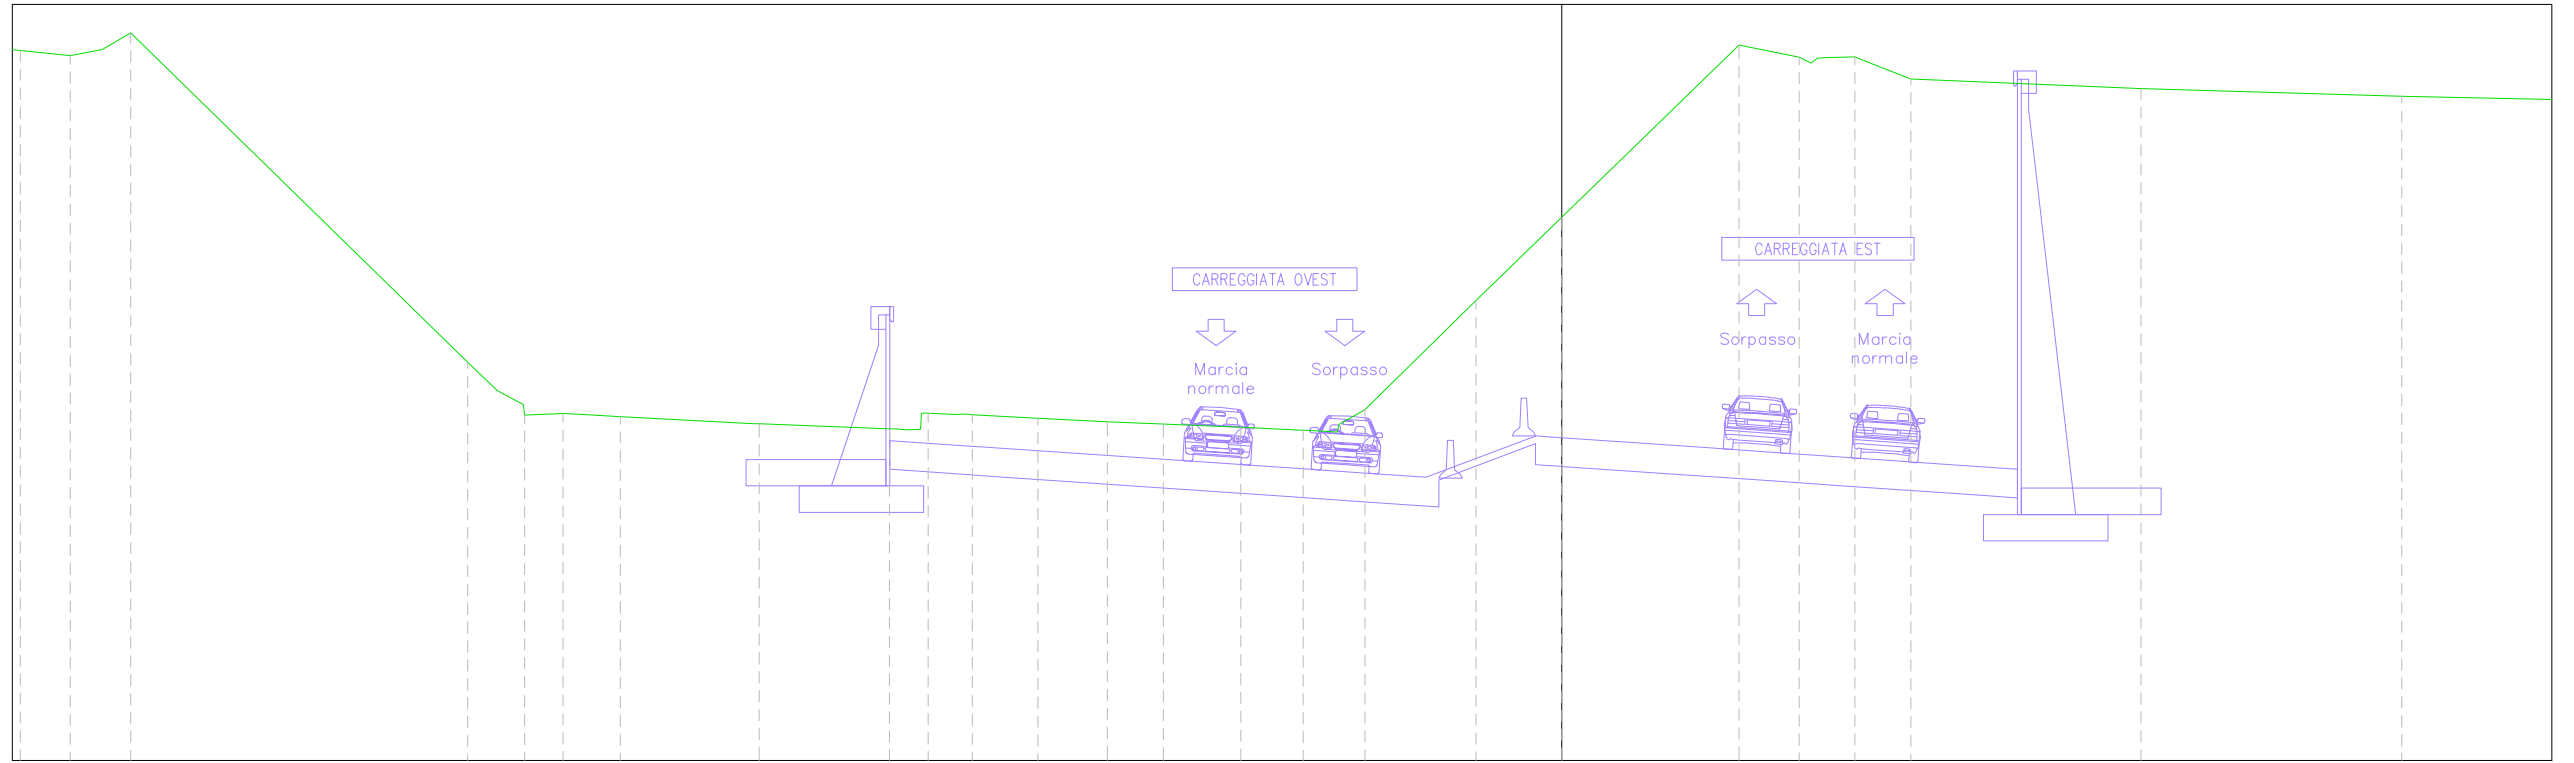 CARREGGIATA OVEST
Marcia
normale
Sorpasso
CARREGGIATA EST
Sorpasso
Marcia
normale